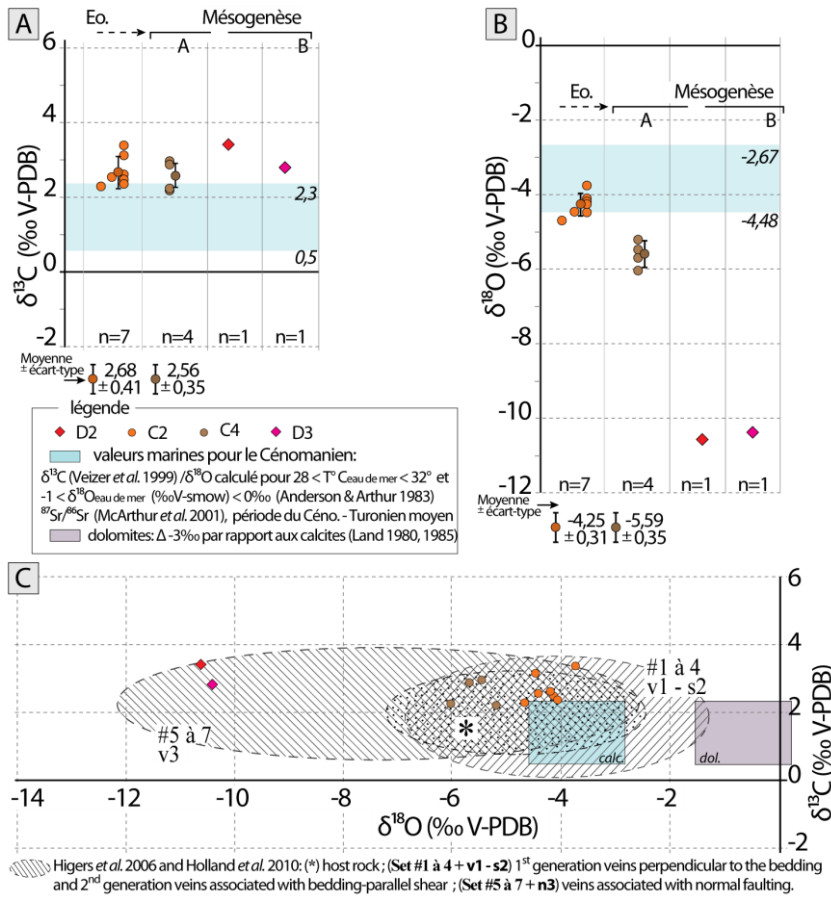 A
Eo. Mésogenèse
A B
6
4
2
0
-2
δ¹³C (‰ V-PDB)
2,3
0,5
n=7 n=4 n=1 n=1
Moyenne
± écart-type
2,68
±0,41
2,56
±0,35
B
0
-2
-4
-6
-8
-10
-12
δ¹⁸O (‰ V-PDB)
Eo. Mésogenèse
A B
-2,67
-4,48
n=7 n=4 n=1 n=1
Moyenne
± écart-type
-4,25
±0,31
-5,59
±0,35
légende
D2 C2 C4 D3
valeurs marines pour le Cénomanien:
δ¹³C (Veizer et al. 1999) /δ¹⁸O calculé pour 28 < T° Ceau de mer < 32° et
-1 < δ¹⁸Oeau de mer (‰V-smow) < 0‰ (Anderson & Arthur 1983)
⁸⁷Sr/⁸⁶Sr (McArthur et al. 2001), période du Céno. - Turonien moyen
dolomites: Δ -3‰ par rapport aux calcites (Land 1980, 1985)
C
6
4
2
0
-2
δ¹³C (‰ V-PDB)
#1 à 4
v1 - s2
#5 à 7
v3
*
calc.
dol.
-14 -12 -10 -8 -6 -4 -2
δ¹⁸O (‰ V-PDB)
Higers et al. 2006 and Holland et al. 2010: (*) host rock ; (Set #1 à 4 + v1 - s2) 1st generation veins perpendicular to the bedding
and 2nd generation veins associated with bedding-parallel shear ; (Set #5 à 7 + n3) veins associated with normal faulting.